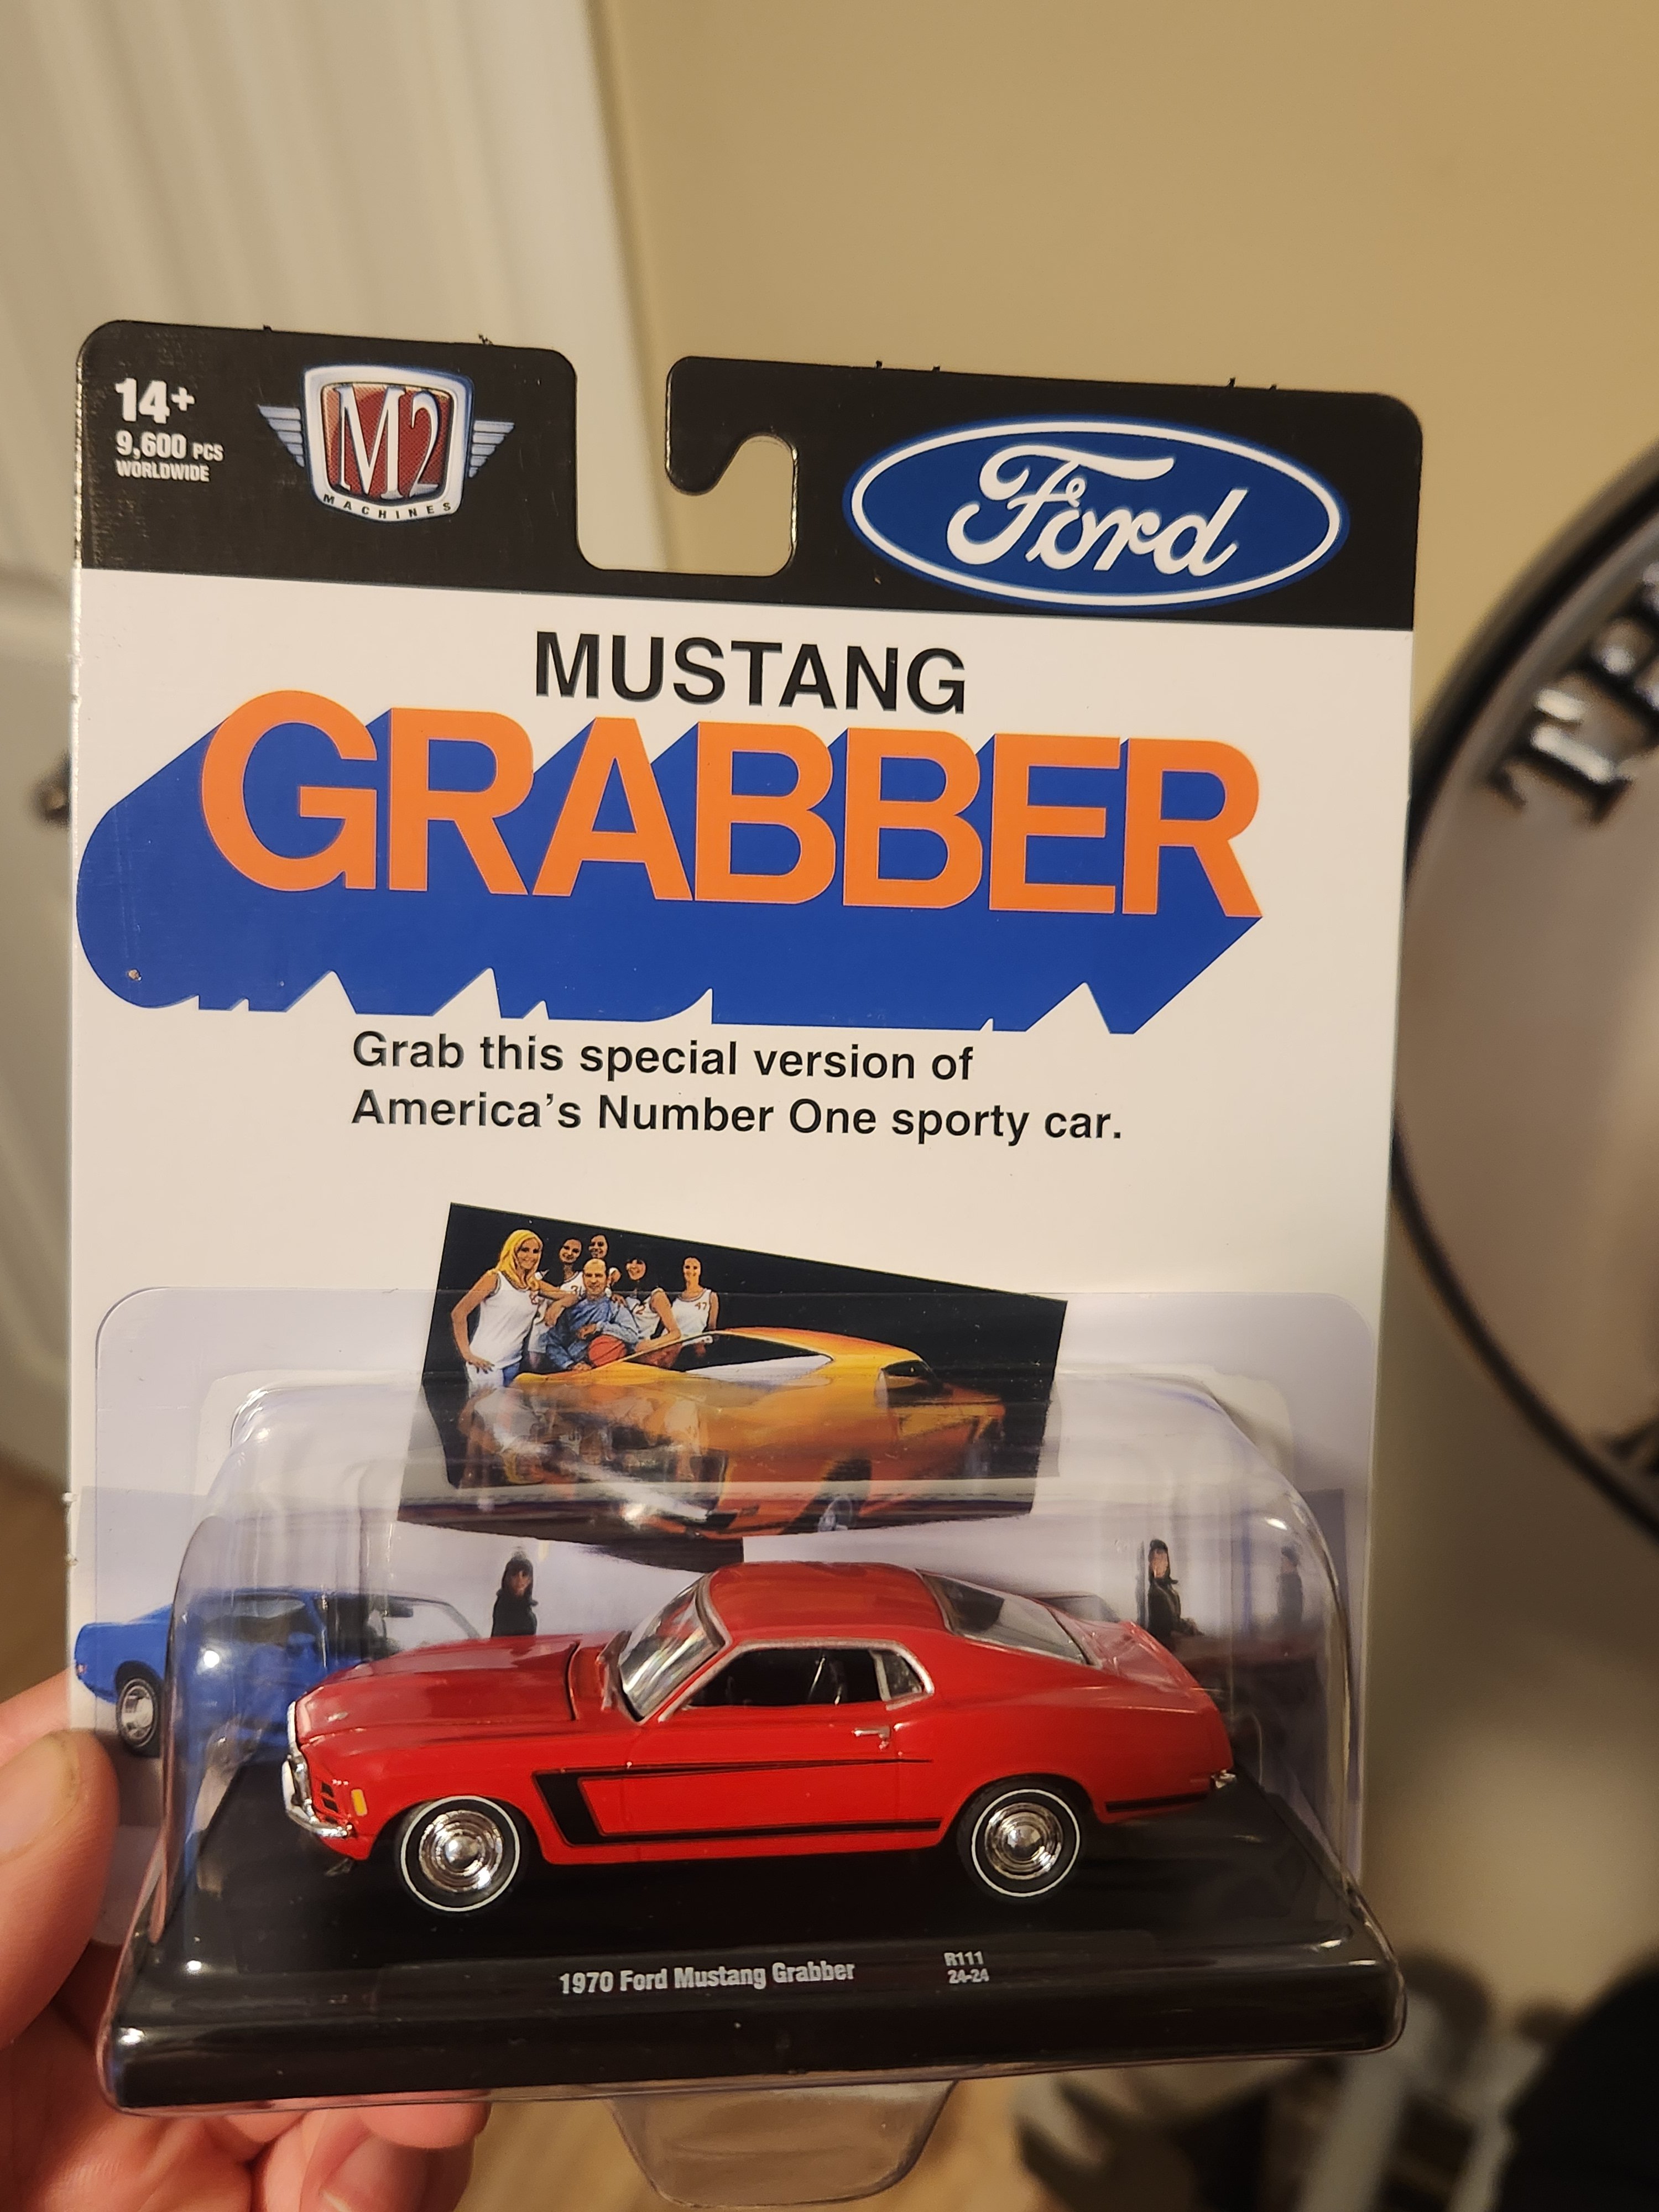 14+
9,600 PCS
WORLDWIDE
M2
MACHINES
Ford
MUSTANG
GRABBER
Grab this special version of
America's Number One sporty car.
47
1970 Ford Mustang Grabber
R111
24-24